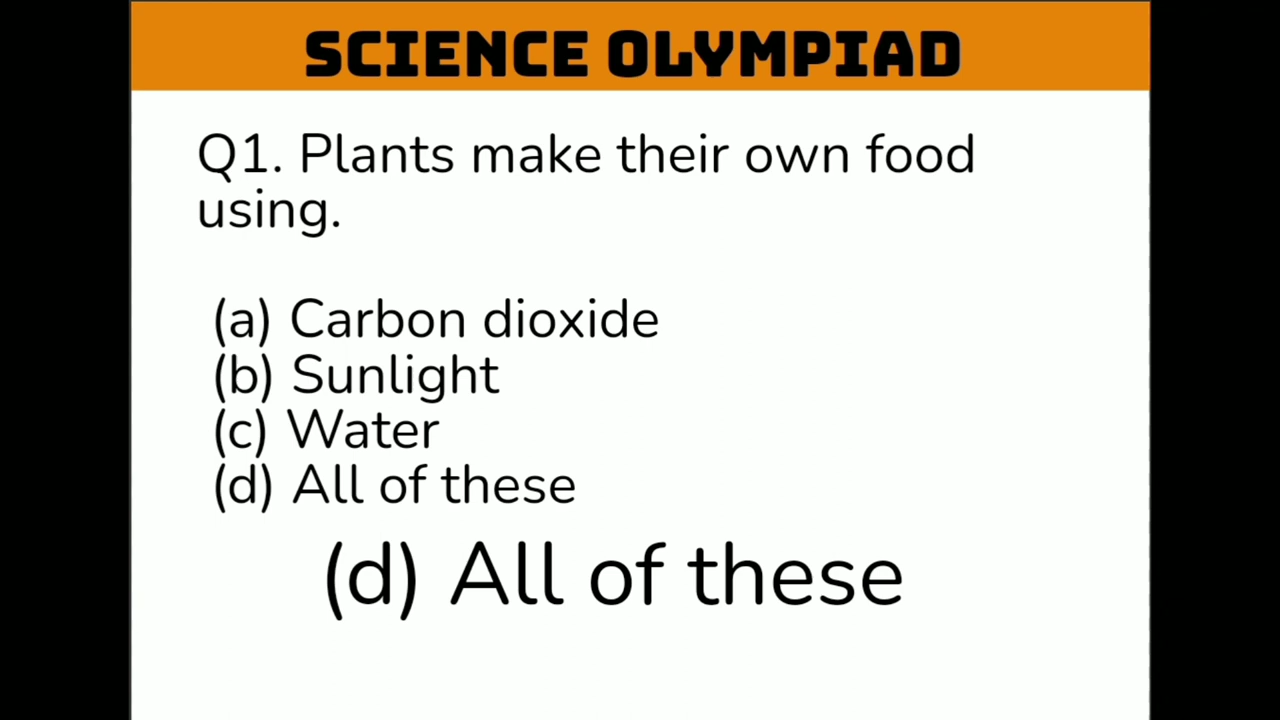 SCIENCE OLYMPIAD
Q1. Plants make their own food
using.
(a) Carbon dioxide
(b) Sunlight
(c) Water
(d) All of these
(d) All of these